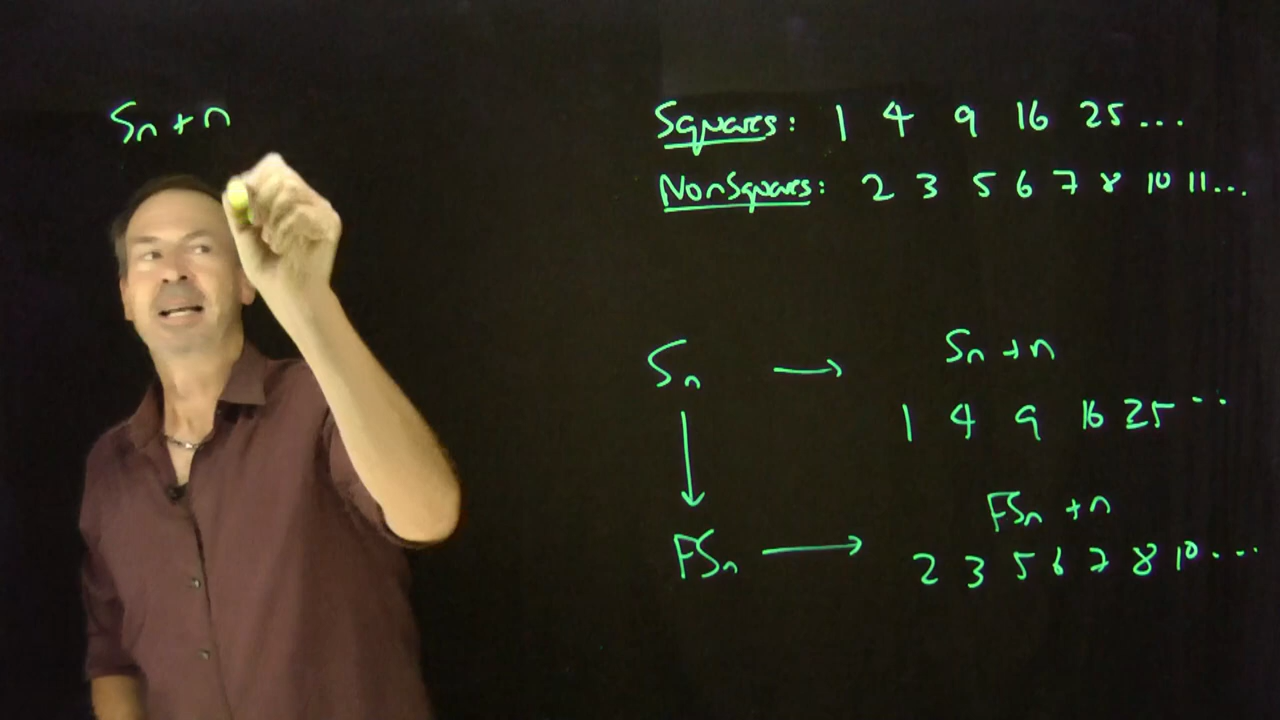 Sn + n
Squares: 1 4 9 16 25 ...
NonSquares: 2 3 5 6 7 8 10 11 ...
Sn → Sn + n
1 4 9 16 25 ...
↓
FSn → FSn + n
2 3 5 6 7 8 10 ...